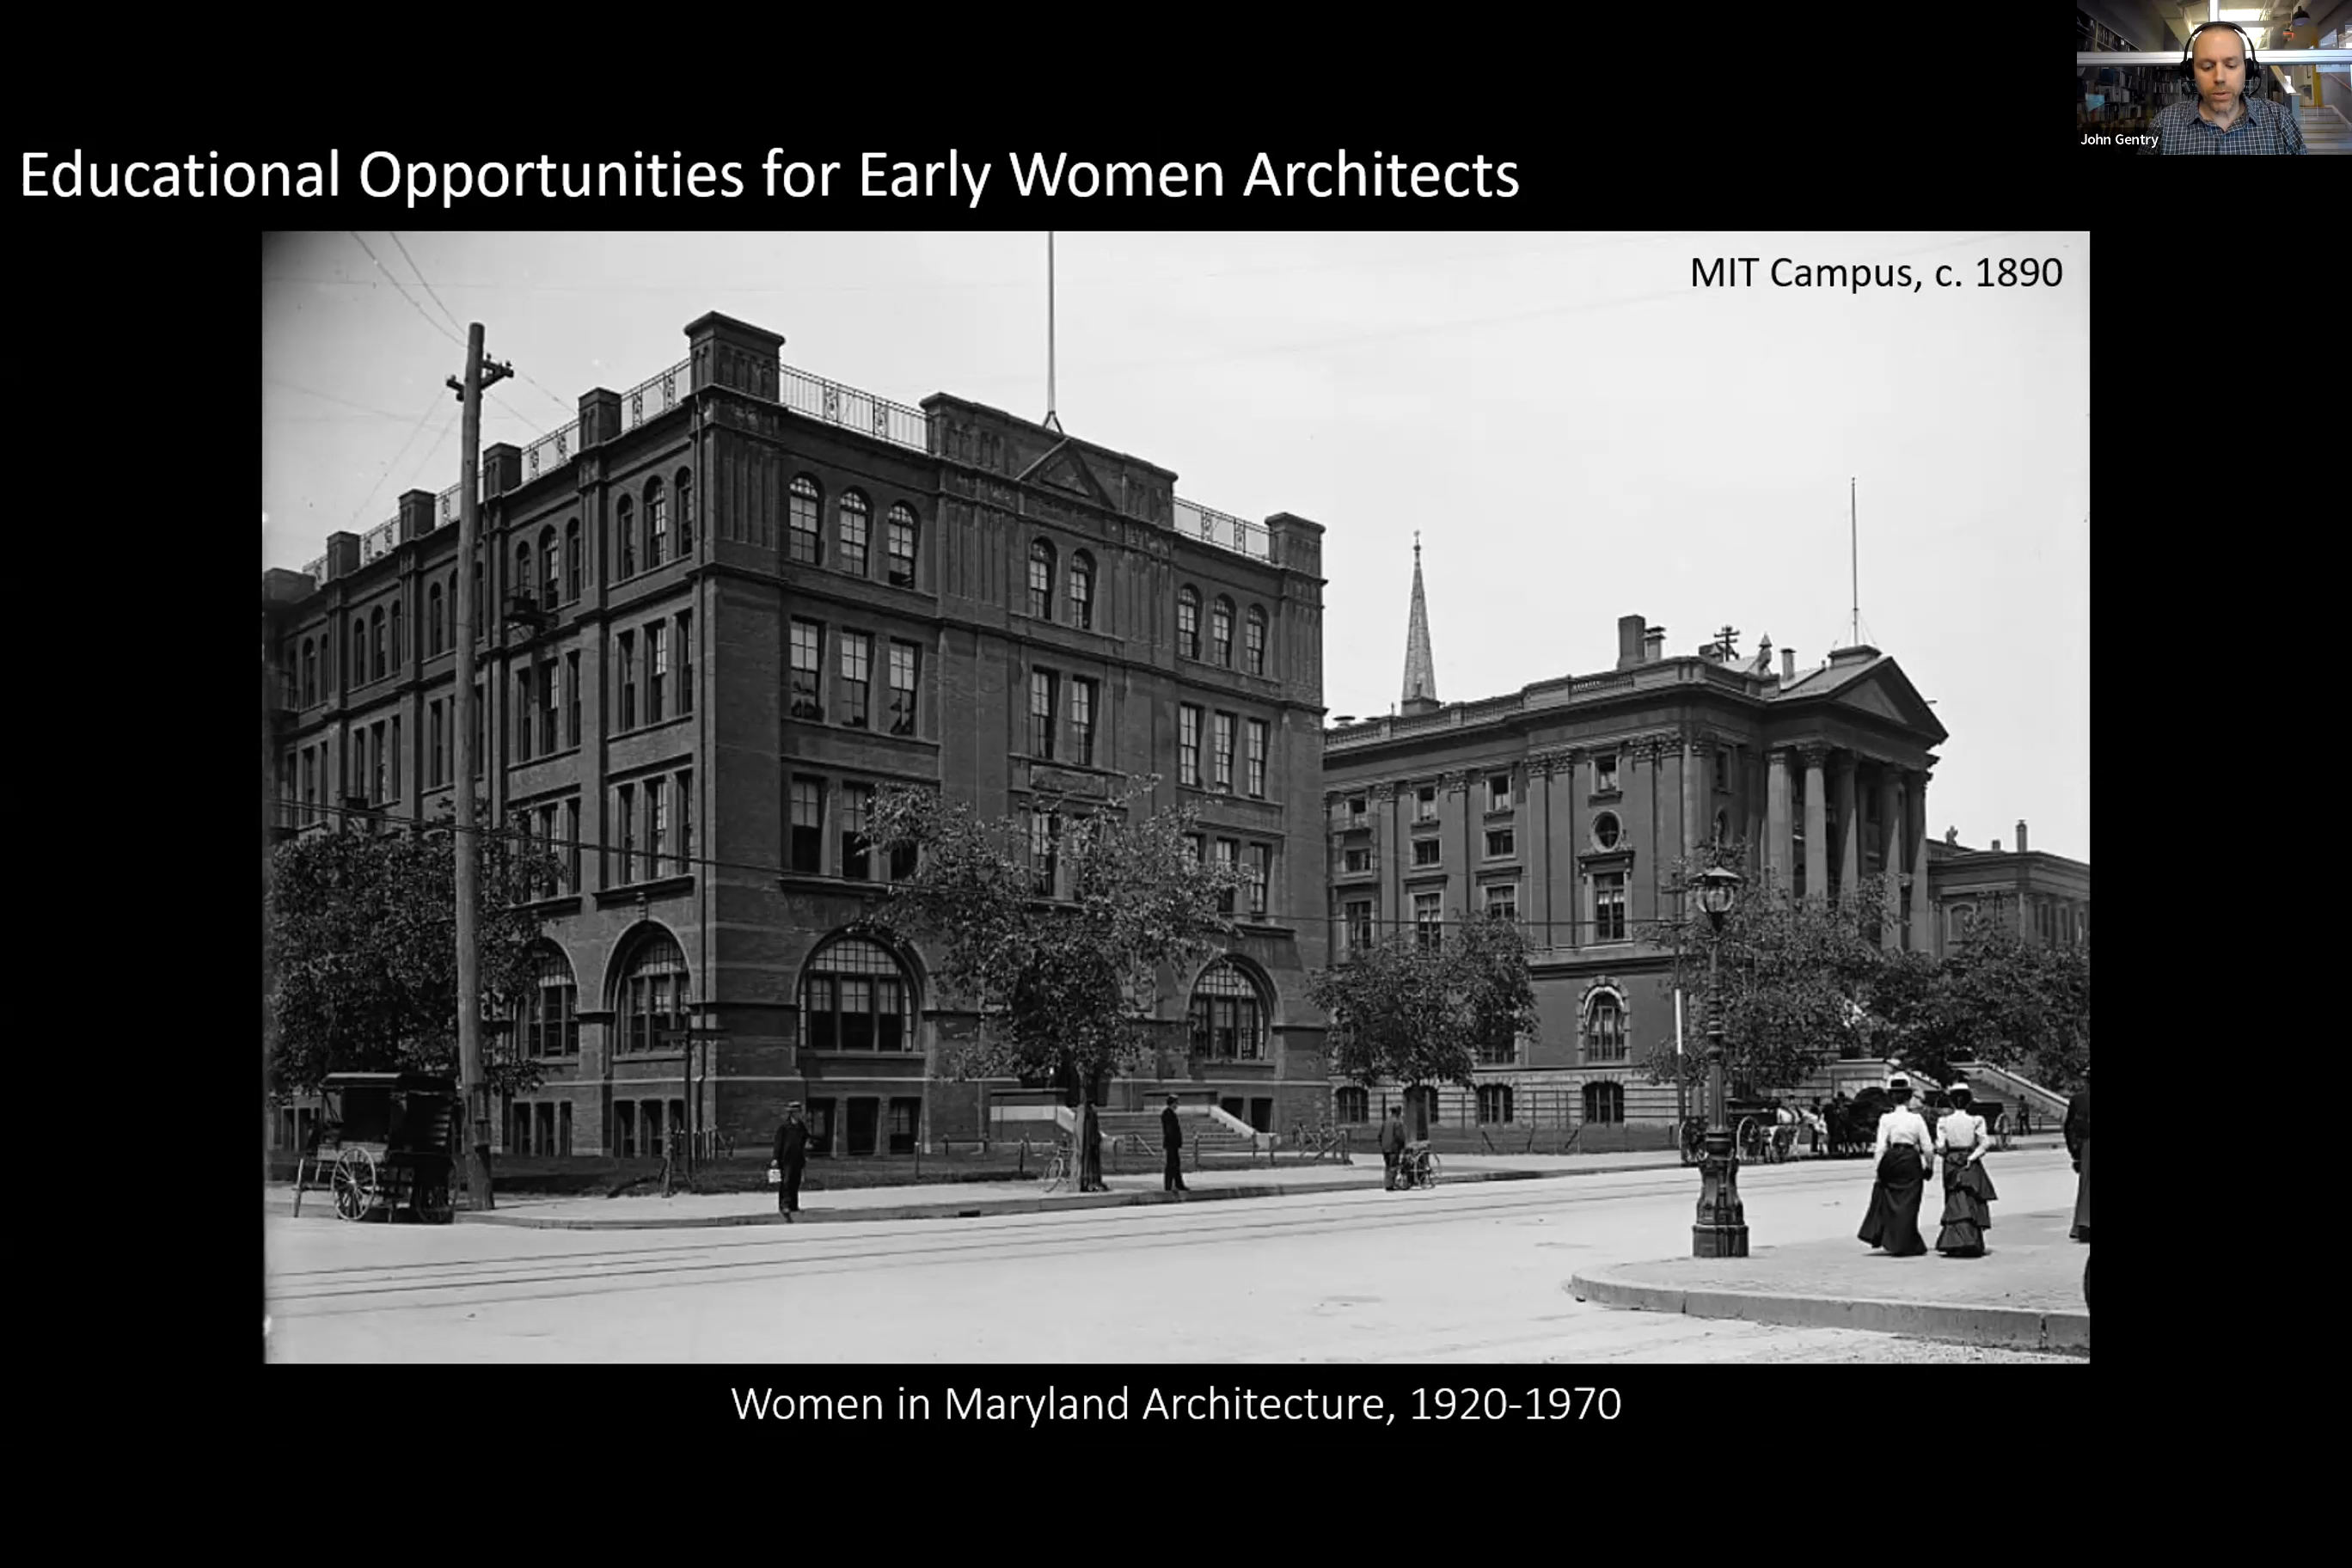 John Gentry
Educational Opportunities for Early Women Architects
MIT Campus, c. 1890
Women in Maryland Architecture, 1920-1970